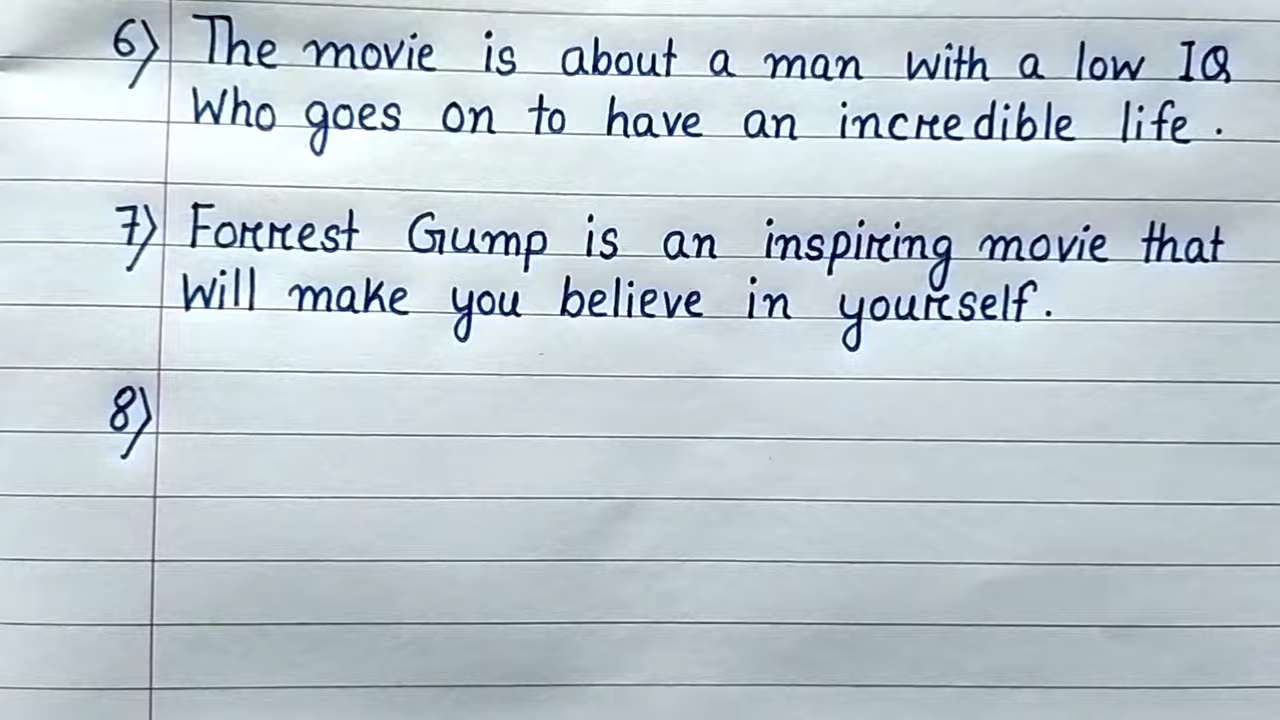 6) The movie is about a man with a low IQ
Who goes on to have an incredible life.
7) Forrest Gump is an inspiring movie that
Will make you believe in yourself.
8)